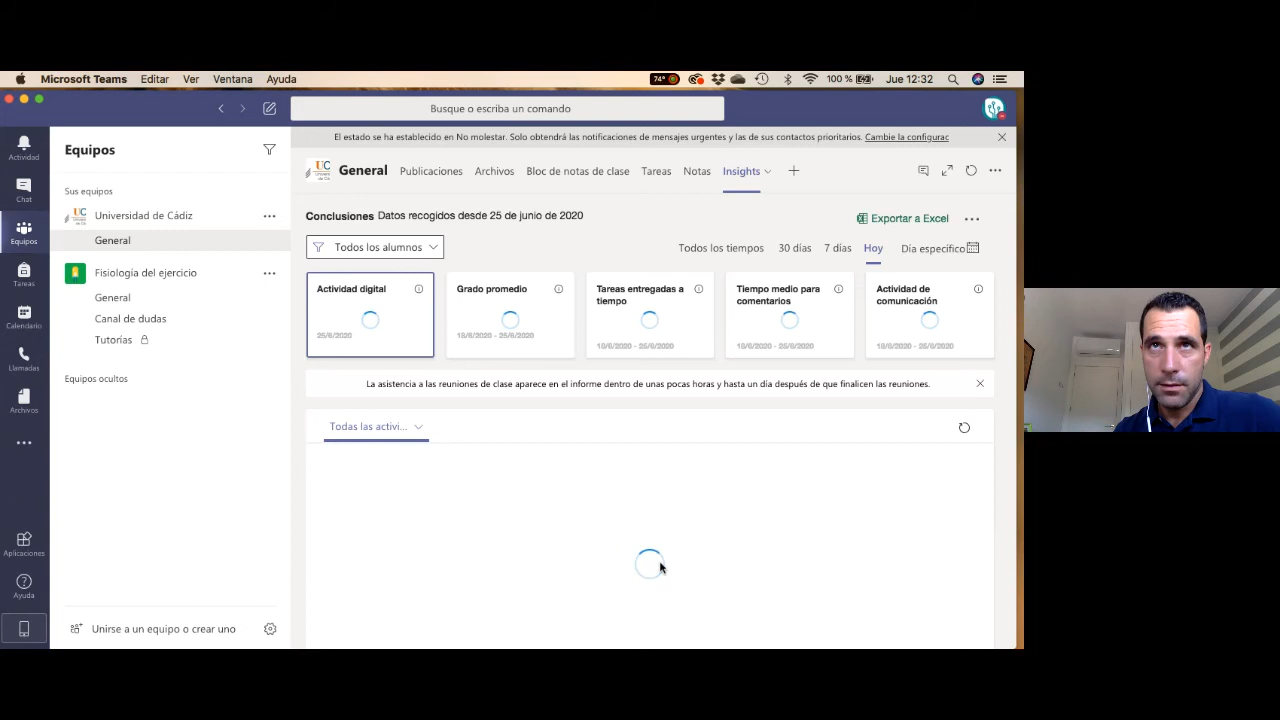 Microsoft Teams Editar Ver Ventana Ayuda 74° 100 % Jue 12:32
Busque o escriba un comando
El estado se ha establecido en No molestar. Solo obtendrá las notificaciones de mensajes urgentes y las de sus contactos prioritarios. Cambie la configurac
Actividad
Chat
Equipos
Tareas
Calendario
Llamadas
Archivos
Aplicaciones
Ayuda
Equipos
Sus equipos
Universidad de Cádiz
General
Fisiología del ejercicio
General
Canal de dudas
Tutorías
Equipos ocultos
Unirse a un equipo o crear uno
UC
General Publicaciones Archivos Bloc de notas de clase Tareas Notas Insights
Conclusiones Datos recogidos desde 25 de junio de 2020
Exportar a Excel
Todos los alumnos
Todos los tiempos 30 días 7 días Hoy Día específico
Actividad digital
25/6/2020
Grado promedio
19/6/2020 - 25/6/2020
Tareas entregadas a
tiempo
19/6/2020 - 25/6/2020
Tiempo medio para
comentarios
19/6/2020 - 25/6/2020
Actividad de
comunicación
19/6/2020 - 25/6/2020
La asistencia a las reuniones de clase aparece en el informe dentro de unas pocas horas y hasta un día después de que finalicen las reuniones.
Todas las activi...